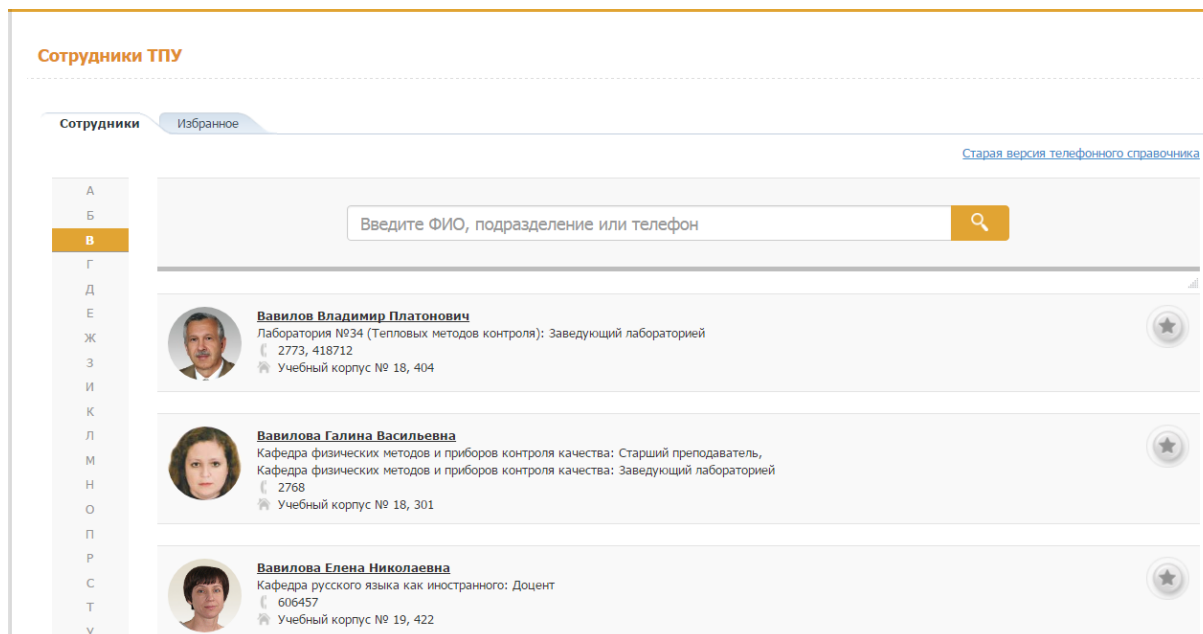 Сотрудники ТПУ
Сотрудники
Избранное
Старая версия телефонного справочника
А
Б
В
Г
Д
Е
Ж
З
И
К
Л
М
Н
О
П
Р
С
Т
У
Введите ФИО, подразделение или телефон
Вавилов Владимир Платонович
Лаборатория №34 (Тепловых методов контроля): Заведующий лабораторией
2773, 418712
Учебный корпус № 18, 404
Вавилова Галина Васильевна
Кафедра физических методов и приборов контроля качества: Старший преподаватель,
Кафедра физических методов и приборов контроля качества: Заведующий лабораторией
2768
Учебный корпус № 18, 301
Вавилова Елена Николаевна
Кафедра русского языка как иностранного: Доцент
606457
Учебный корпус № 19, 422